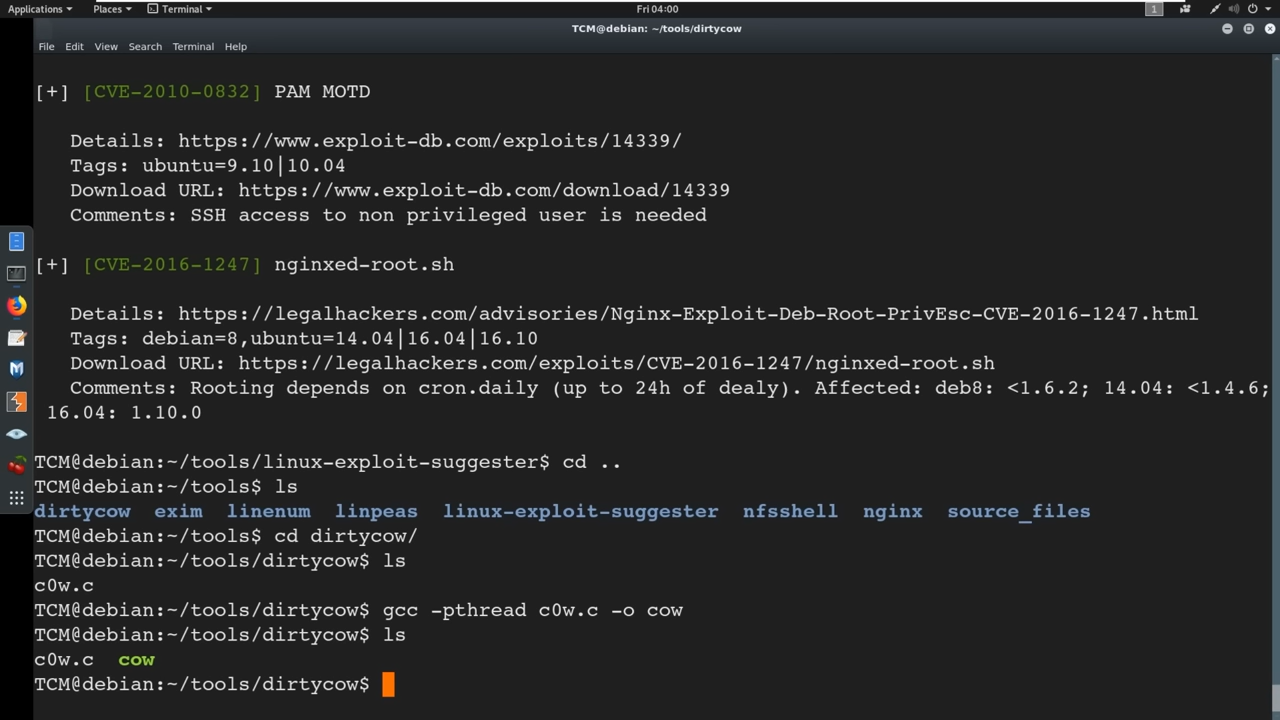 Applications Places Terminal Fri 04:00 1
TCM@debian: ~/tools/dirtycow
File Edit View Search Terminal Help
[+] [CVE-2010-0832] PAM MOTD
Details: https://www.exploit-db.com/exploits/14339/
Tags: ubuntu=9.10|10.04
Download URL: https://www.exploit-db.com/download/14339
Comments: SSH access to non privileged user is needed
[+] [CVE-2016-1247] nginxed-root.sh
Details: https://legalhackers.com/advisories/Nginx-Exploit-Deb-Root-PrivEsc-CVE-2016-1247.html
Tags: debian=8,ubuntu=14.04|16.04|16.10
Download URL: https://legalhackers.com/exploits/CVE-2016-1247/nginxed-root.sh
Comments: Rooting depends on cron.daily (up to 24h of dealy). Affected: deb8: <1.6.2; 14.04: <1.4.6;
16.04: 1.10.0
TCM@debian:~/tools/linux-exploit-suggester$ cd ..
TCM@debian:~/tools$ ls
dirtycow exim linenum linpeas linux-exploit-suggester nfsshell nginx source_files
TCM@debian:~/tools$ cd dirtycow/
TCM@debian:~/tools/dirtycow$ ls
c0w.c
TCM@debian:~/tools/dirtycow$ gcc -pthread c0w.c -o cow
TCM@debian:~/tools/dirtycow$ ls
c0w.c cow
TCM@debian:~/tools/dirtycow$